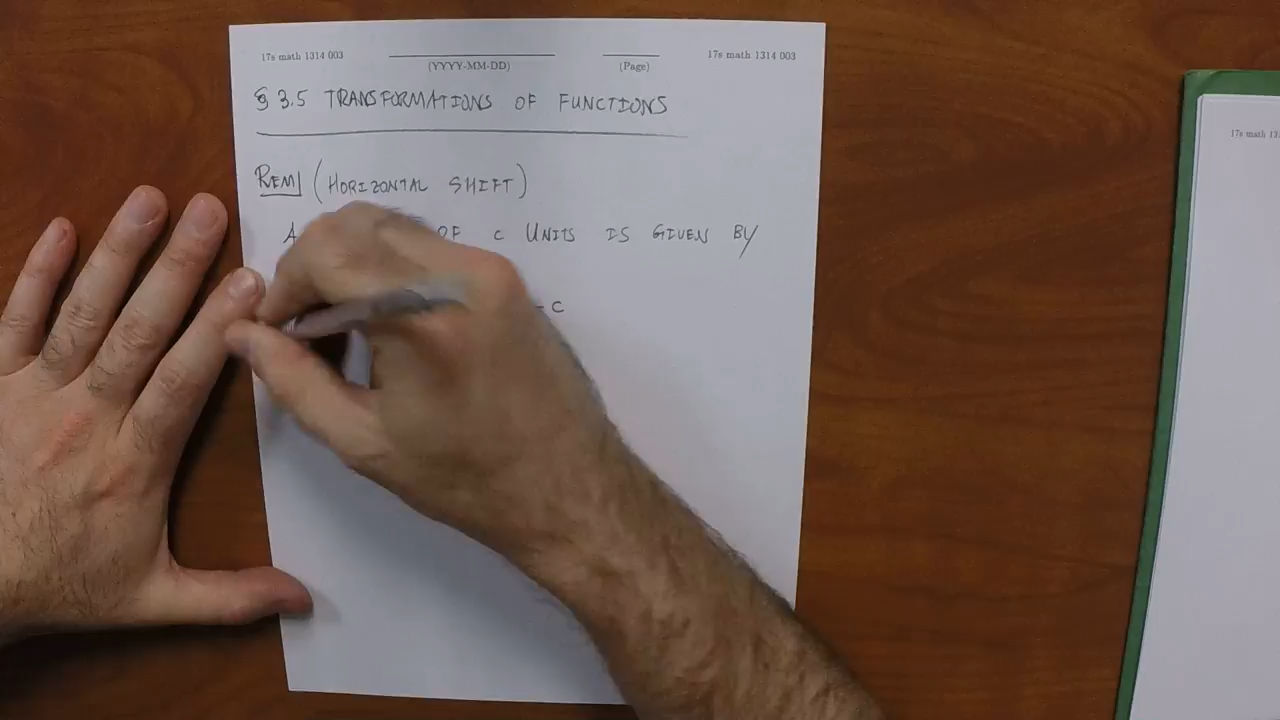 17s math 1314 003 (YYYY-MM-DD) (Page) 17s math 1314 003
§ 3.5 TRANSFORMATIONS OF FUNCTIONS
REM (HORIZONTAL SHIFT)
A OF c UNITS IS GIVEN BY
- c
17s math 13